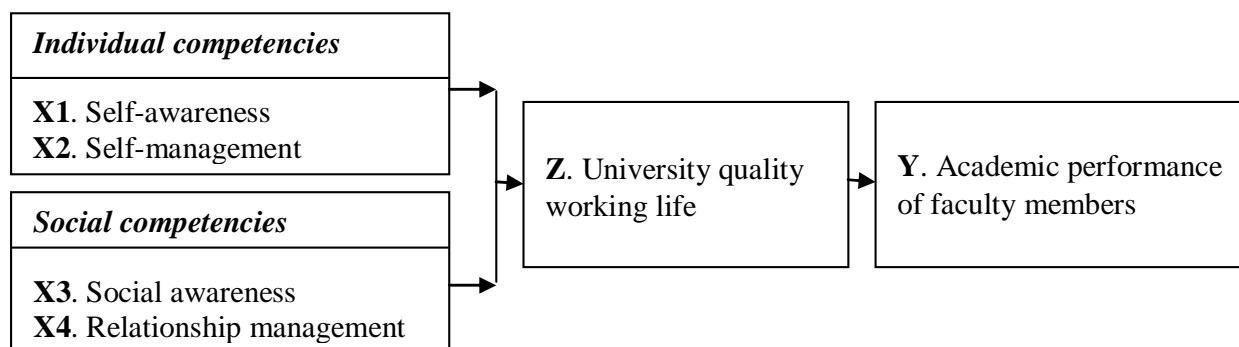 Individual competencies
X1. Self-awareness
X2. Self-management
Social competencies
X3. Social awareness
X4. Relationship management
Z. University quality
working life
Y. Academic performance
of faculty members